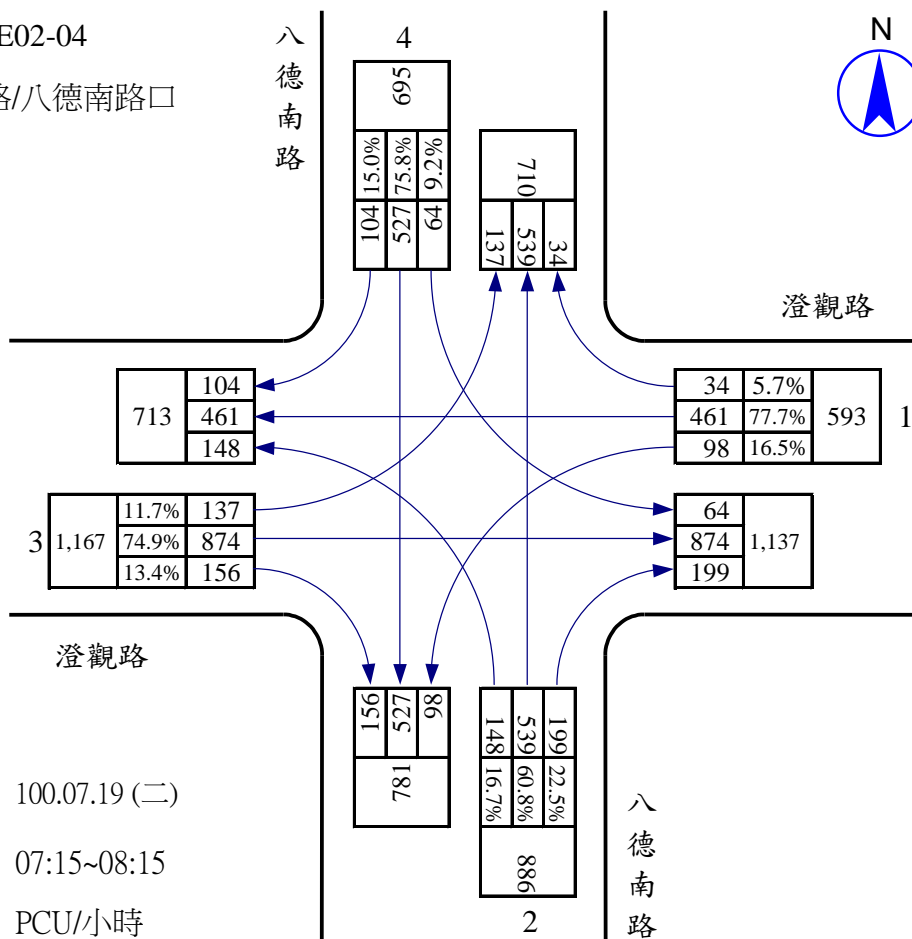 E02-04
路/八德南路口
八德南路
N
4
695
15.0% 75.8% 9.2%
104 527 64
710
137 539 34
澄觀路
713
104
461
148
34 5.7%
461 77.7%
98 16.5%
593
1
3
1,167
11.7% 137
74.9% 874
13.4% 156
64
874
199
1,137
澄觀路
156 527 98
781
148 539 199
16.7% 60.8% 22.5%
886
2
八德南路
100.07.19 (二)
07:15~08:15
PCU/小時